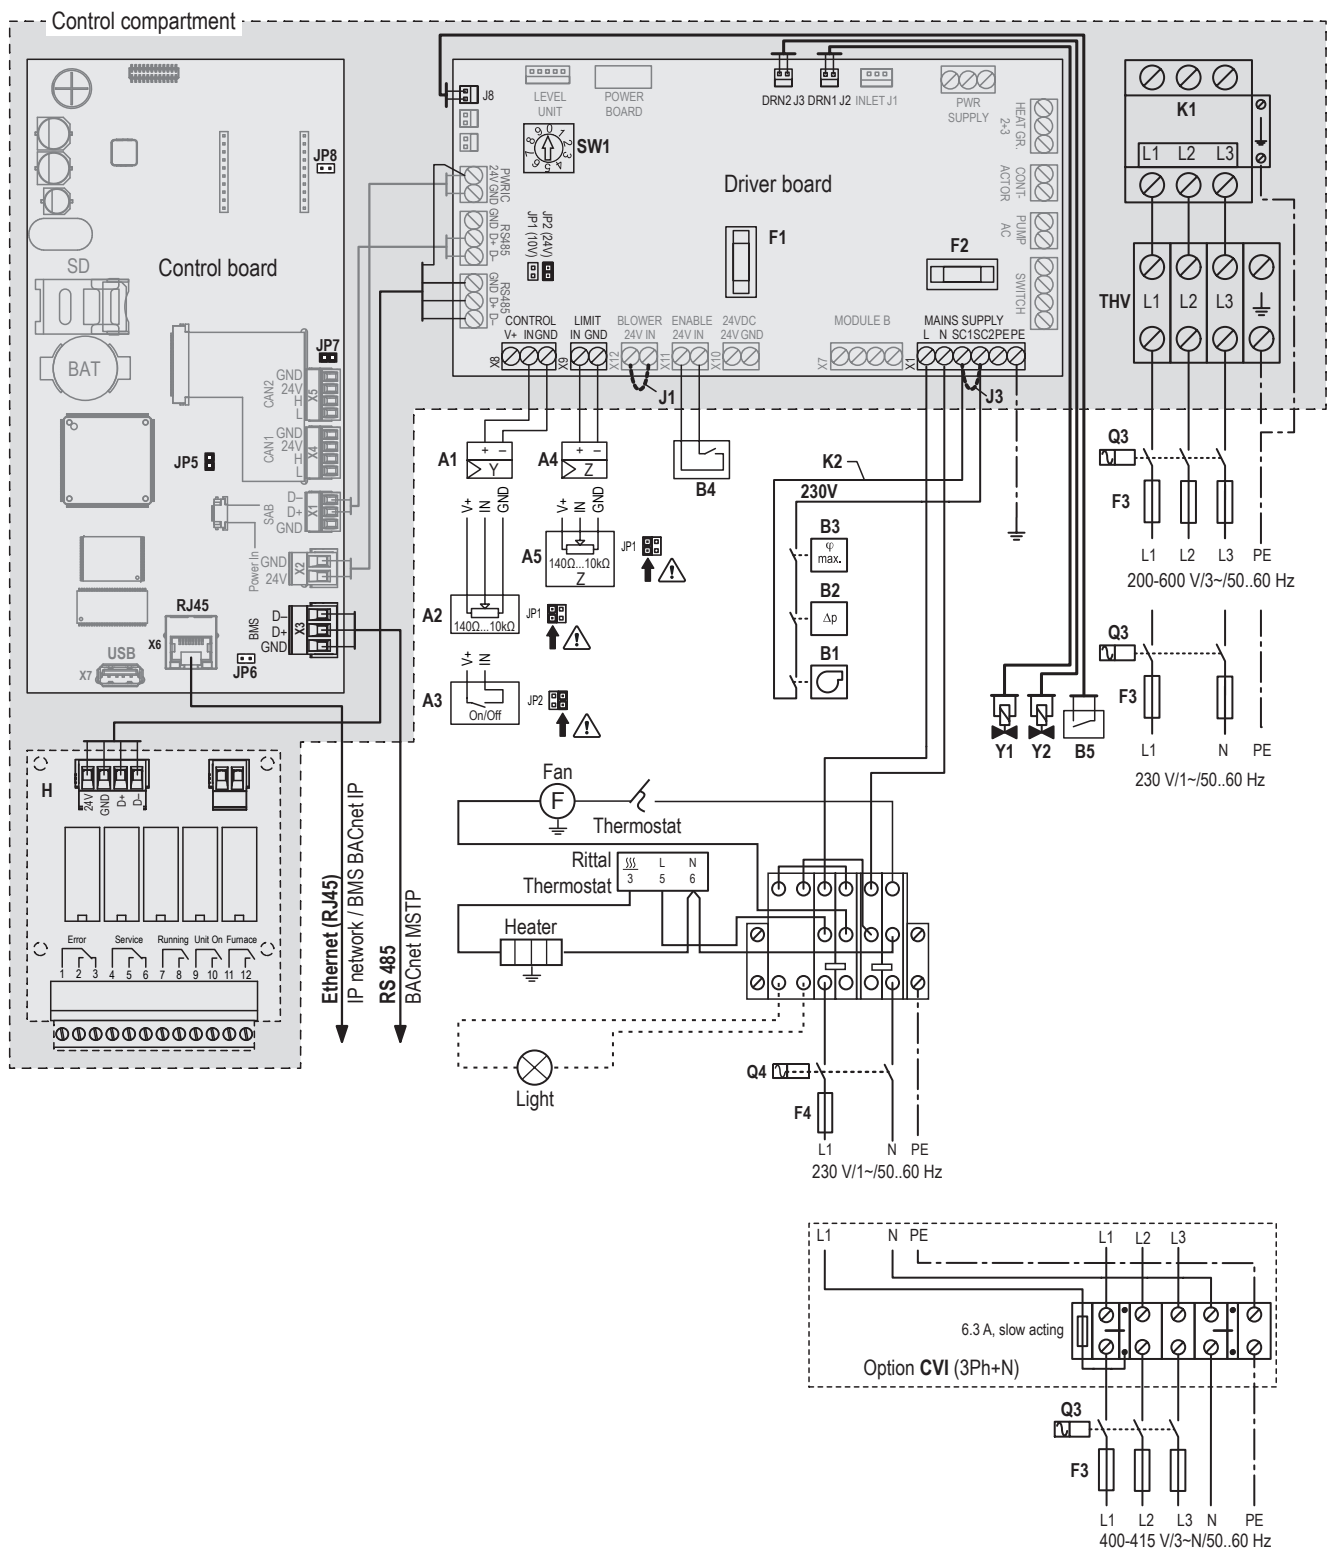 Control compartment
J8
LEVEL
UNIT
POWER
BOARD
DRN2 J3 DRN1 J2 INLET J1
PWR
SUPPLY
HEAT GR.
2+3
K1
L1 L2 L3
SW1
0 1 2 3 4 5 6 7 8 9
JP8
PWRIC
24V GND
CONT-
ACTOR
Driver board
JP2 (24V)
JP1 (10V)
RS485
GND D+ D-
PUMP
AC
F1
F2
SD
Control board
RS485
GND D+ D-
SWITCH
THV
L1 L2 L3
CONTROL
V+ IN GND
LIMIT
IN GND
BLOWER
24V IN
ENABLE
24V IN
24VDC
24V GND
MODULE B
MAINS SUPPLY
L N SC1 SC2 PE PE
X8
X9
X12
X11
X10
X7
X1
JP7
BAT
GND
24V
H
L
CAN2
X5
J1
J3
GND
24V
H
L
CAN1
X4
JP5
A1
+ −
Y
A4
+ −
Z
B4
K2
230V
Q3
F3
D−
D+
GND
SAB
X1
V+
IN
GND
V+
IN
GND
L1 L2 L3 PE
200-600 V/3~/50..60 Hz
B3
φ
max.
A5
140Ω...10kΩ
Z
JP1
GND
24V
Power In
X2
B2
Δp
RJ45
X6
D−
D+
GND
BMS
X3
A2
140Ω...10kΩ
JP1
Q3
USB
X7
JP6
V+
IN
B1
A3
On/Off
JP2
F3
Y1 Y2 B5
L1 N PE
230 V/1~/50..60 Hz
H
24V
GND
D+
D−
Fan
F
Thermostat
Rittal
Thermostat
L N
3 5 6
Heater
Error Service Running Unit On Furnace
1 2 3 4 5 6 7 8 9 10 11 12
Ethernet (RJ45)
IP network / BMS BACnet IP
RS 485
BACnet MSTP
Light
Q4
F4
L1 N PE
230 V/1~/50..60 Hz
L1 N PE
L1 L2 L3
6.3 A, slow acting
Option CVI (3Ph+N)
Q3
F3
L1 L2 L3 N PE
400-415 V/3~N/50..60 Hz